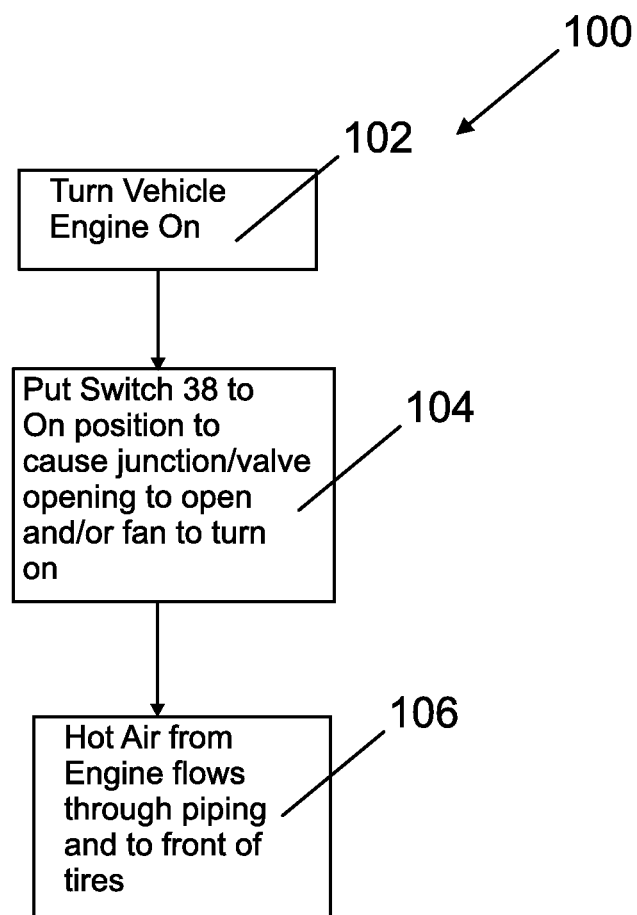 100
102
Turn Vehicle
Engine On
Put Switch 38 to
On position to
cause junction/valve
opening to open
and/or fan to turn
on
104
106
Hot Air from
Engine flows
through piping
and to front of
tires